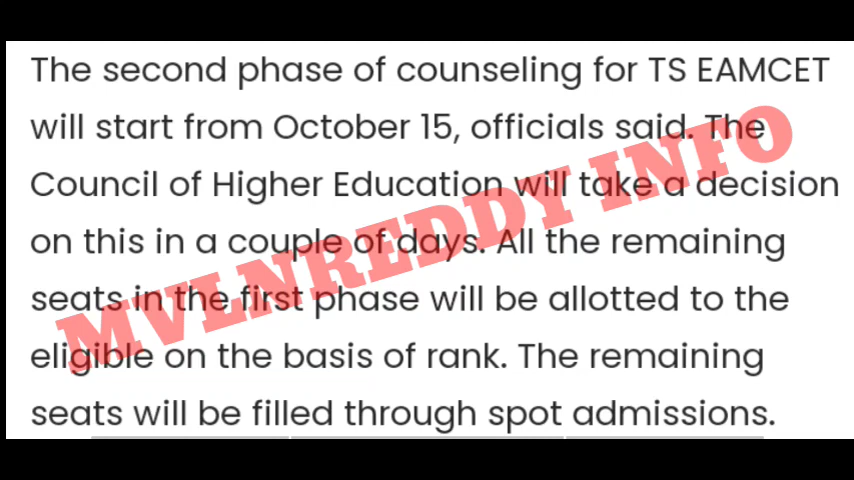 The second phase of counseling for TS EAMCET
will start from October 15, officials said. The
Council of Higher Education will take a decision
on this in a couple of days. All the remaining
seats in the first phase will be allotted to the
eligible on the basis of rank. The remaining
seats will be filled through spot admissions.
MVLNREDDY INFO